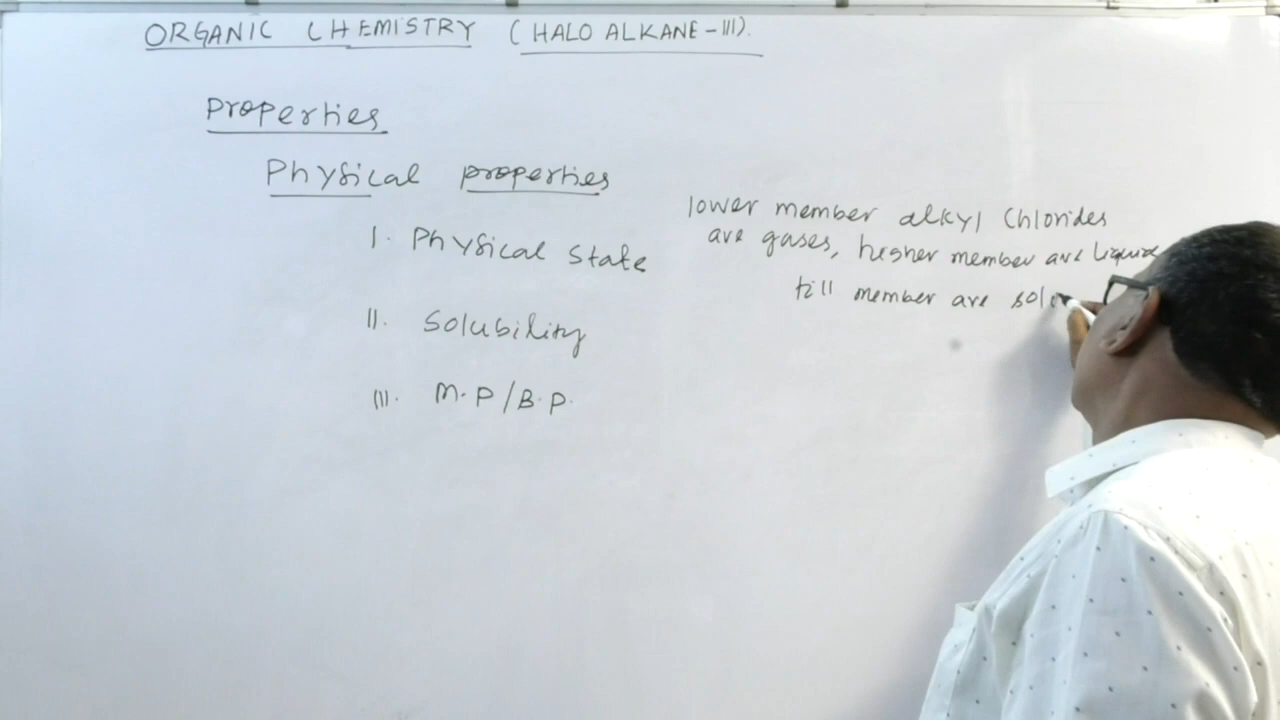 ORGANIC CHEMISTRY (HALO ALKANE-III).
Properties
Physical properties
I. Physical State
lower member alkyl Chlorides
are gases, higher member are liquid
till member are sol
II. Solubility
III. M.P/B.P.